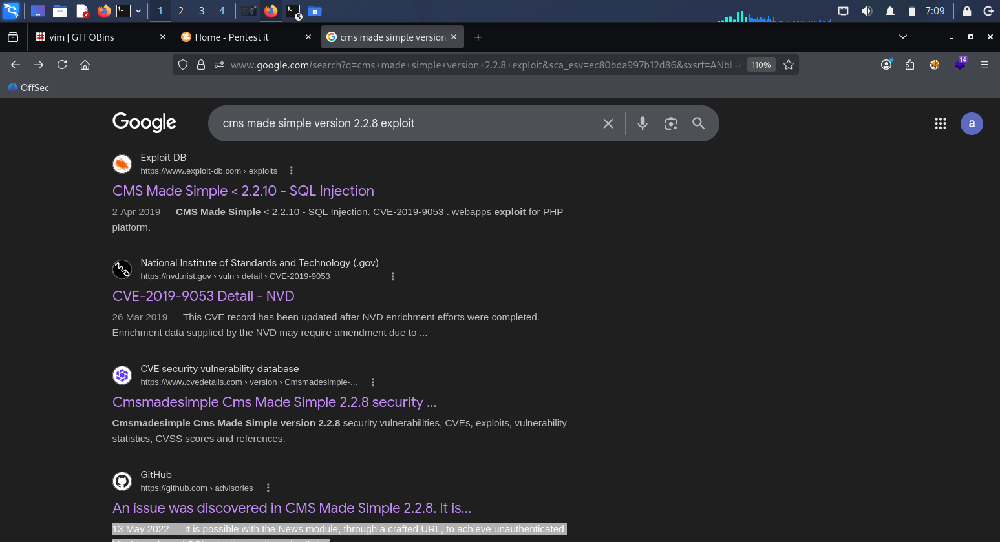 1 2 3 4 5 7:09
vim | GTFOBins Home - Pentest it cms made simple version
www.google.com/search?q=cms+made+simple+version+2.2.8+exploit&sca_esv=ec80bda997b12d86&sxsrf=ANbL- 110% 14
OffSec
Google cms made simple version 2.2.8 exploit a
Exploit DB
https://www.exploit-db.com › exploits
CMS Made Simple < 2.2.10 - SQL Injection
2 Apr 2019 — CMS Made Simple < 2.2.10 - SQL Injection. CVE-2019-9053 . webapps exploit for PHP
platform.
National Institute of Standards and Technology (.gov)
https://nvd.nist.gov › vuln › detail › CVE-2019-9053
CVE-2019-9053 Detail - NVD
26 Mar 2019 — This CVE record has been updated after NVD enrichment efforts were completed.
Enrichment data supplied by the NVD may require amendment due to ...
CVE security vulnerability database
https://www.cvedetails.com › version › Cmsmadesimple-...
Cmsmadesimple Cms Made Simple 2.2.8 security ...
Cmsmadesimple Cms Made Simple version 2.2.8 security vulnerabilities, CVEs, exploits, vulnerability
statistics, CVSS scores and references.
GitHub
https://github.com › advisories
An issue was discovered in CMS Made Simple 2.2.8. It is...
13 May 2022 — It is possible with the News module, through a crafted URL, to achieve unauthenticated